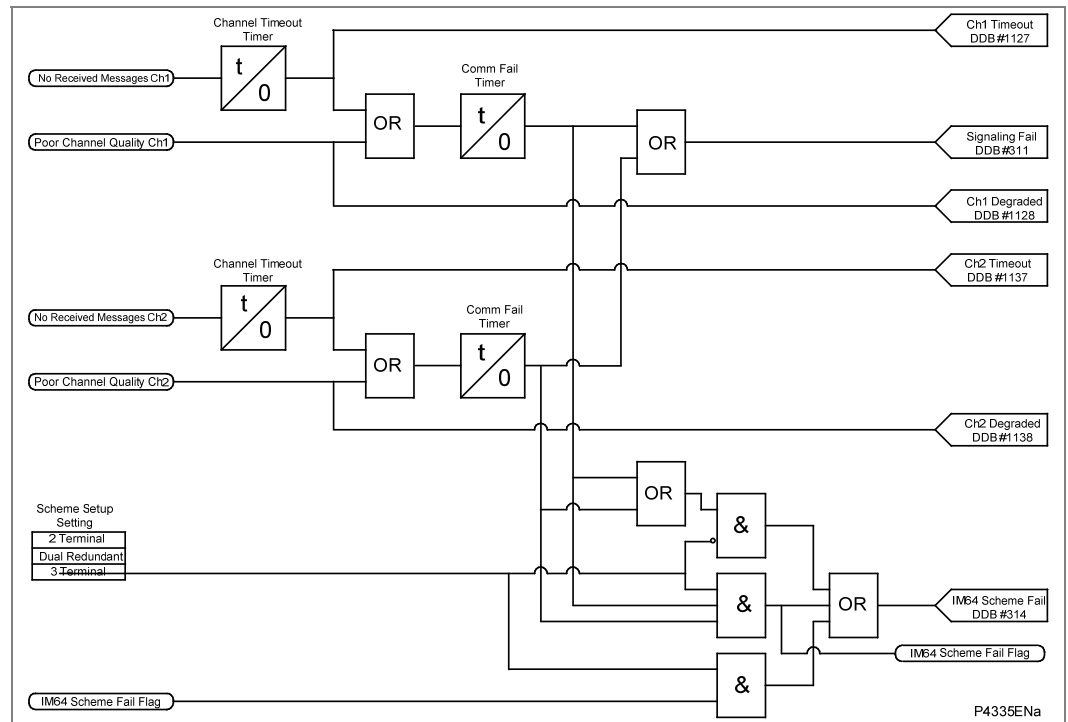 Channel Timeout
Timer
t
0
No Received Messages Ch1
Ch1 Timeout
DDB #1127
Comm Fail
Timer
OR
t
0
OR
Poor Channel Quality Ch1
Signaling Fail
DDB #311
Ch1 Degraded
DDB #1128
Channel Timeout
Timer
t
0
No Received Messages Ch2
Ch2 Timeout
DDB #1137
Comm Fail
Timer
OR
t
0
Poor Channel Quality Ch2
Ch2 Degraded
DDB #1138
OR
&
Scheme Setup
Setting
2 Terminal
Dual Redundant
3 Terminal
&
OR
IM64 Scheme Fail
DDB #314
IM64 Scheme Fail Flag
&
IM64 Scheme Fail Flag
P4335ENa